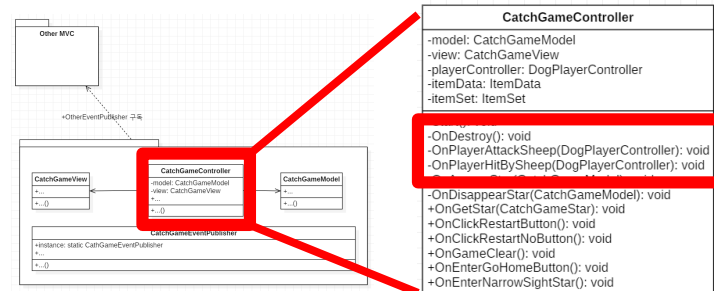 Other MVC
+OtherEventPublisher 구독
CatchGameView
+...
+...()
CatchGameController
-model: CatchGameModel
-view: CatchGameView
+...
+...()
CatchGameModel
+...
+...()
CatchGameEventPublisher
+instance: static CathGameEventPublisher
+...
+...()
CatchGameController
-model: CatchGameModel
-view: CatchGameView
-playerController: DogPlayerController
-itemData: ItemData
-itemSet: ItemSet
-OnDestroy(): void
-OnPlayerAttackSheep(DogPlayerController): void
-OnPlayerHitBySheep(DogPlayerController): void
-OnDisappearStar(CatchGameModel): void
+OnGetStar(CatchGameStar): void
+OnClickRestartButton(): void
+OnClickRestartNoButton(): void
+OnGameClear(): void
+OnEnterGoHomeButton(): void
+OnEnterNarrowSightStar(): void